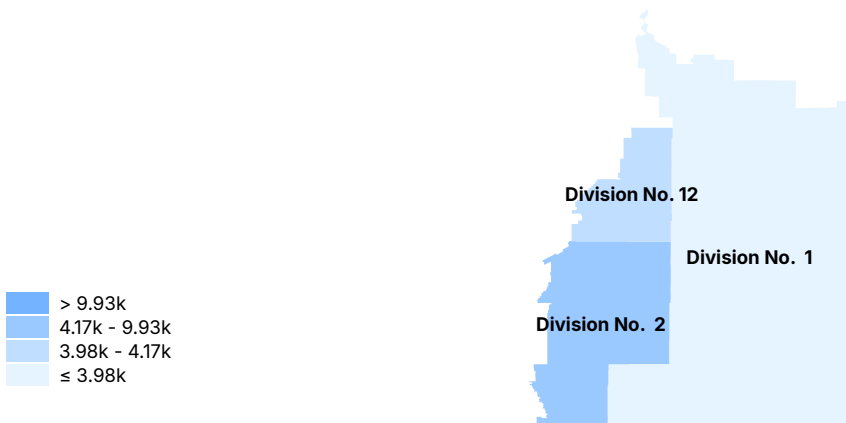 Division No. 12
Division No.  1
Division No.  2
> 9.93k
4.17k - 9.93k
3.98k - 4.17k
≤ 3.98k